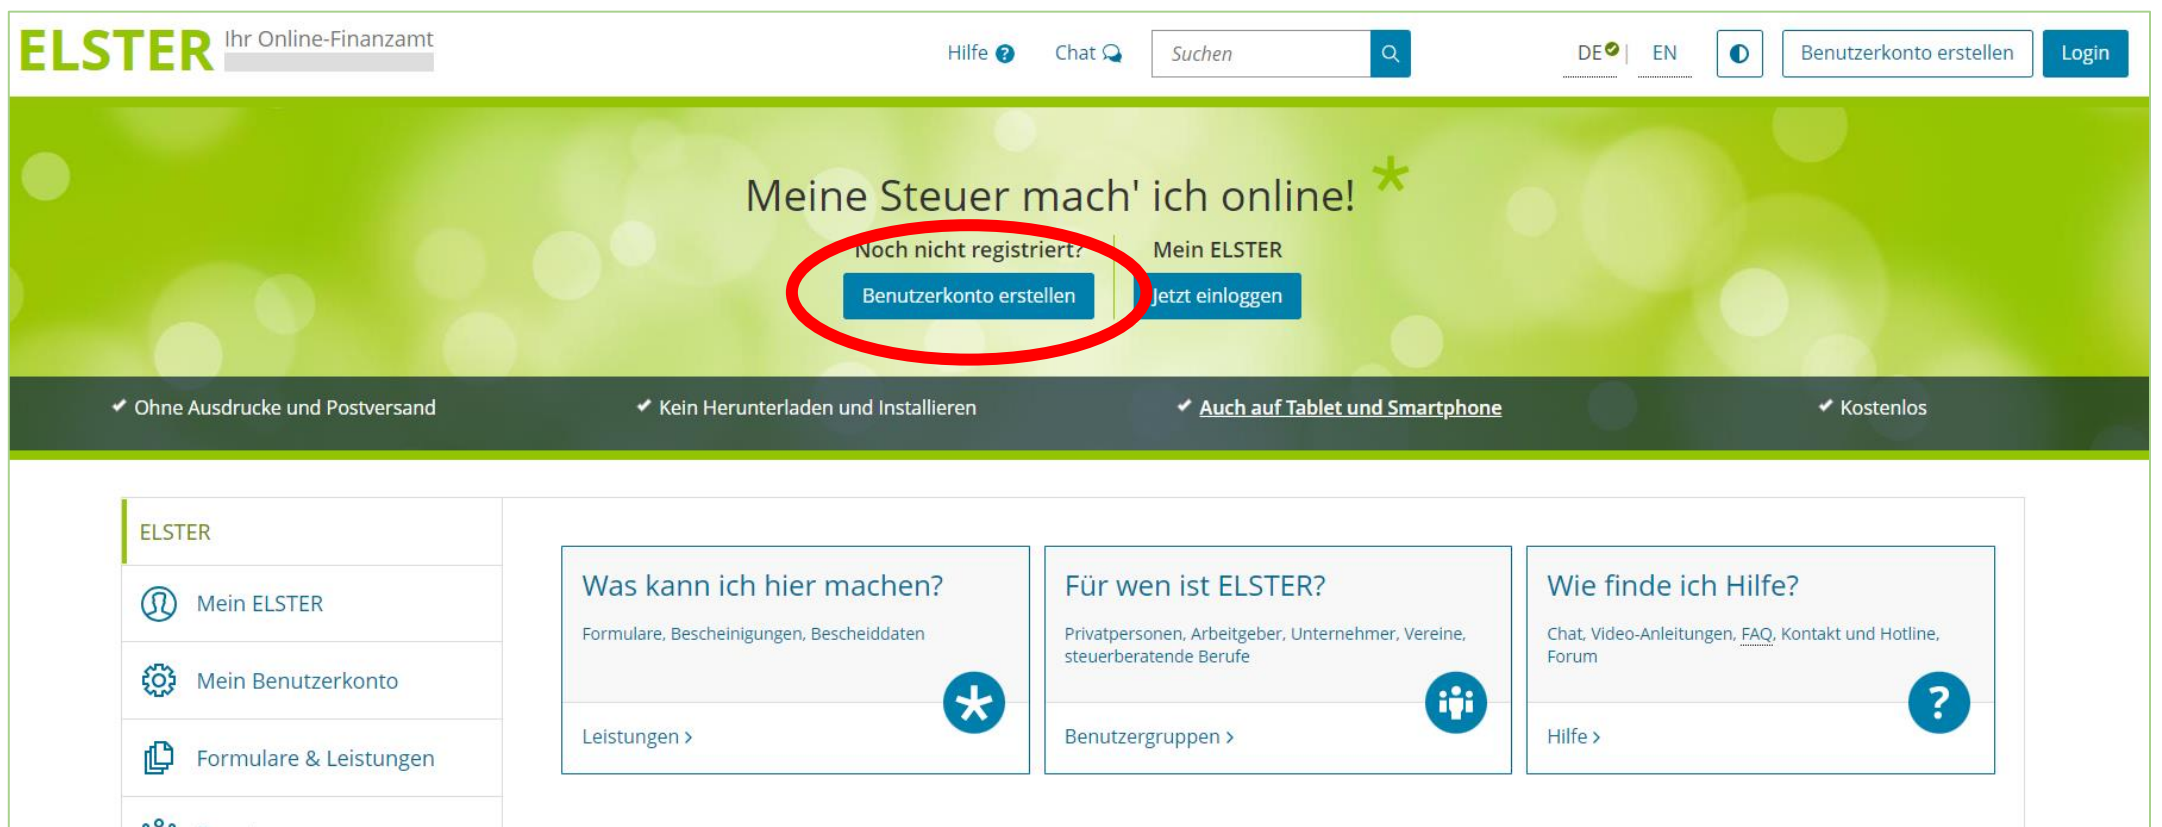 ELSTER Ihr Online-Finanzamt
Hilfe Chat Suchen DE | EN Benutzerkonto erstellen Login
Meine Steuer mach' ich online! *
Noch nicht registriert? Mein ELSTER
Benutzerkonto erstellen Jetzt einloggen
Ohne Ausdrucke und Postversand Kein Herunterladen und Installieren Auch auf Tablet und Smartphone Kostenlos
ELSTER
Mein ELSTER
Mein Benutzerkonto
Formulare & Leistungen
Was kann ich hier machen?
Formulare, Bescheinigungen, Bescheiddaten
Leistungen >
Für wen ist ELSTER?
Privatpersonen, Arbeitgeber, Unternehmer, Vereine,
steuerberatende Berufe
Benutzergruppen >
Wie finde ich Hilfe?
Chat, Video-Anleitungen, FAQ, Kontakt und Hotline,
Forum
Hilfe >